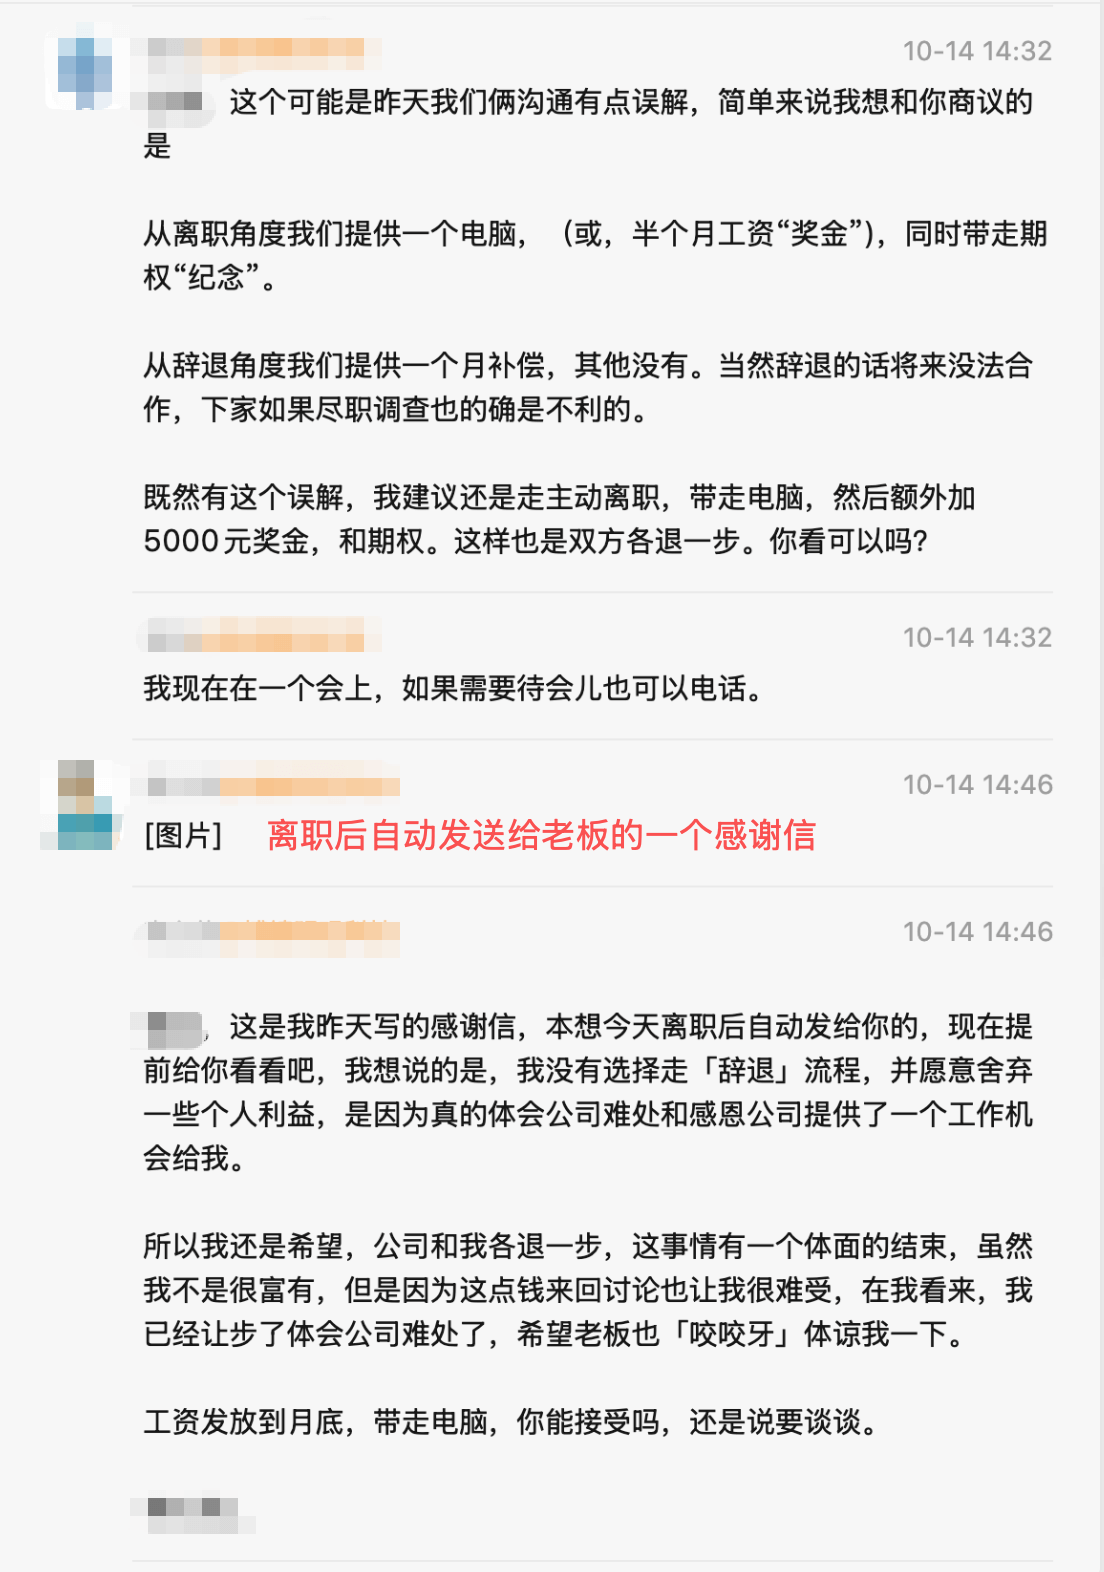 10-14 14:32
这个可能是昨天我们俩沟通有点误解，简单来说我想和你商议的
是
从离职角度我们提供一个电脑，（或，半个月工资“奖金”），同时带走期
权“纪念”。
从辞退角度我们提供一个月补偿，其他没有。当然辞退的话将来没法合
作，下家如果尽职调查也的确是不利的。
既然有这个误解，我建议还是走主动离职，带走电脑，然后额外加
5000元奖金，和期权。这样也是双方各退一步。你看可以吗?
10-14 14:32
我现在在一个会上，如果需要待会儿也可以电话。
10-14 14:46
[图片] 离职后自动发送给老板的一个感谢信
10-14 14:46
，这是我昨天写的感谢信，本想今天离职后自动发给你的，现在提
前给你看看吧，我想说的是，我没有选择走「辞退」流程，并愿意舍弃
一些个人利益，是因为真的体会公司难处和感恩公司提供了一个工作机
会给我。
所以我还是希望，公司和我各退一步，这事情有一个体面的结束，虽然
我不是很富有，但是因为这点钱来回讨论也让我很难受，在我看来，我
已经让步了体会公司难处了，希望老板也「咬咬牙」体谅我一下。
工资发放到月底，带走电脑，你能接受吗，还是说要谈谈。